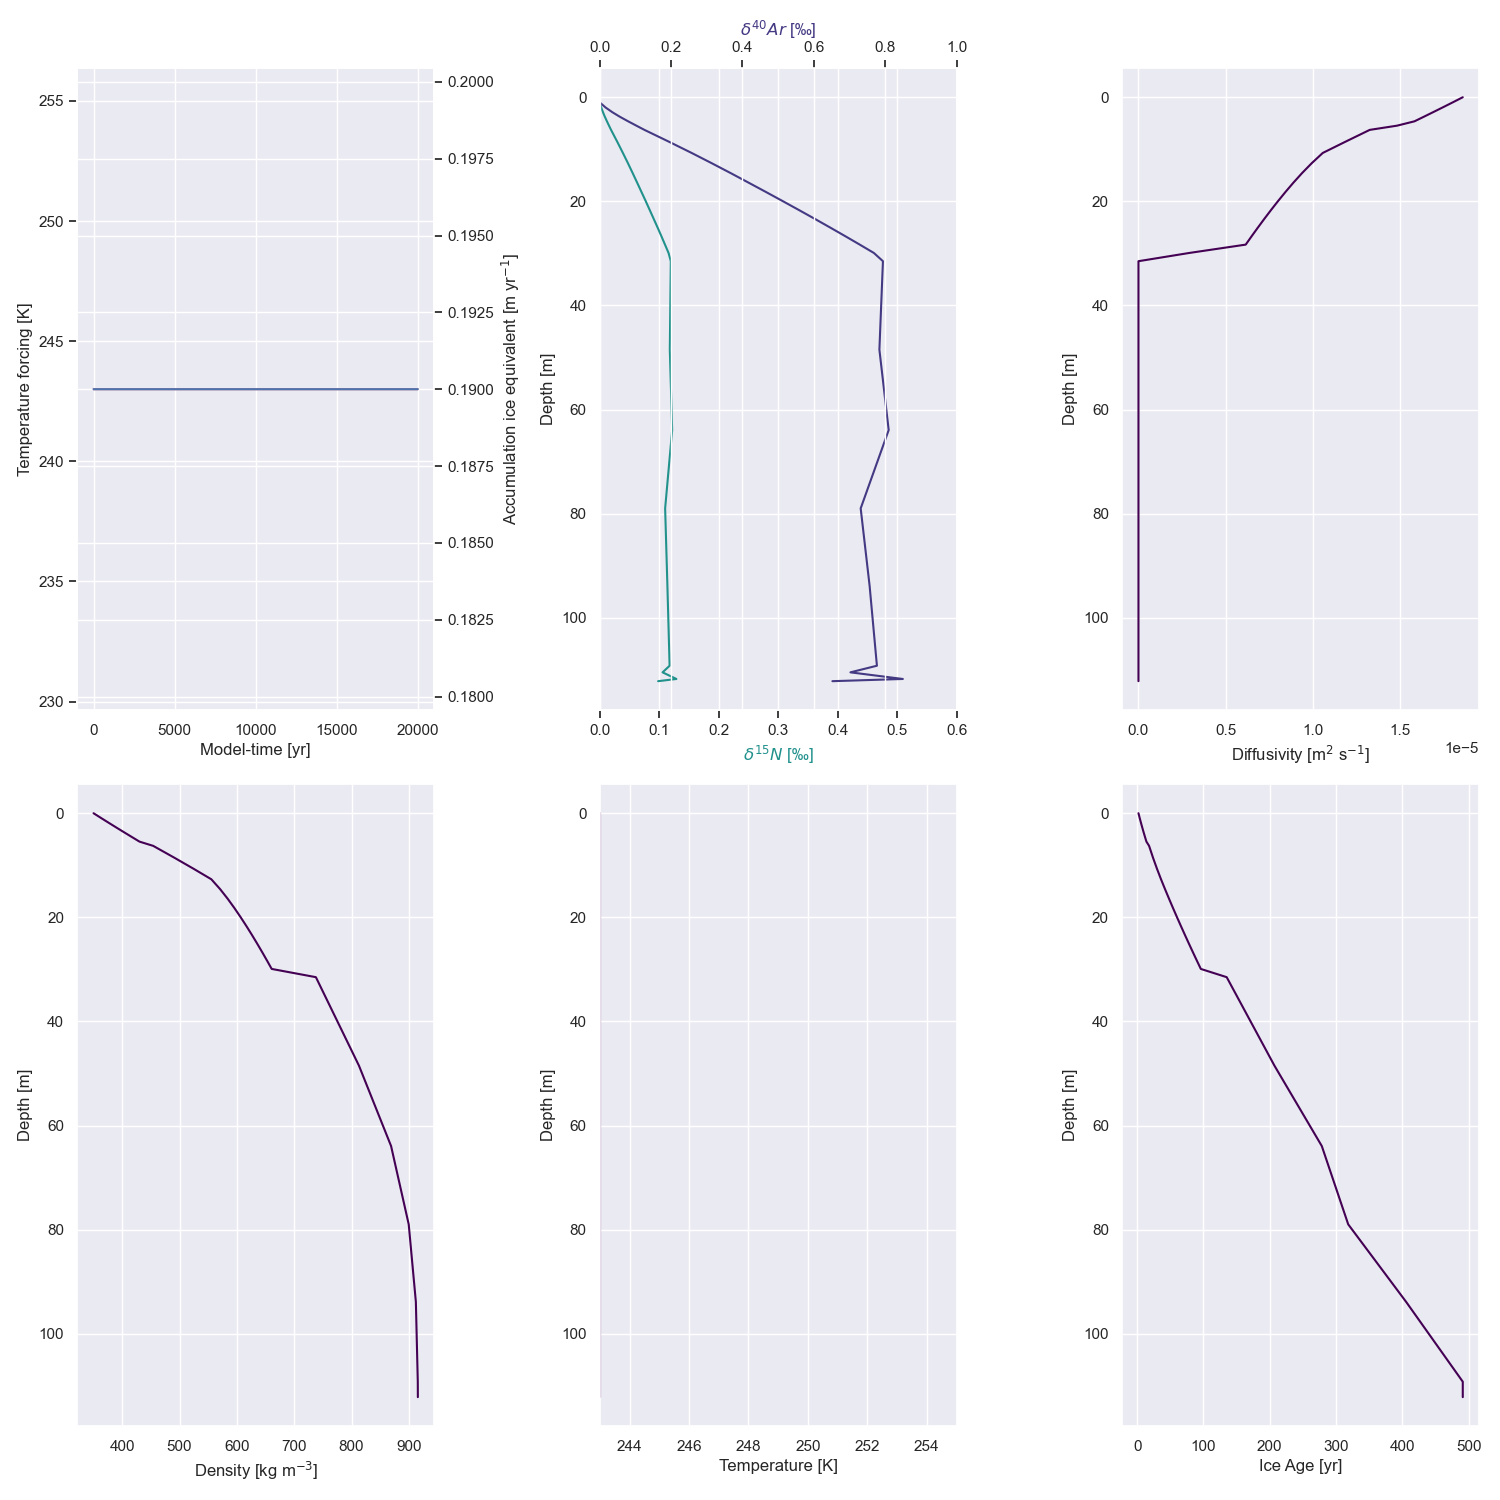 δ⁴⁰Ar [‰]
0.0 0.2 0.4 0.6 0.8 1.0
Temperature forcing [K]
255
250
245
240
235
230
0 5000 10000 15000 20000
Model-time [yr]
0.2000
0.1975
0.1950
0.1925
0.1900
0.1875
0.1850
0.1825
0.1800
Accumulation ice equivalent [m yr⁻¹]
Depth [m]
0
20
40
60
80
100
0.0 0.1 0.2 0.3 0.4 0.5 0.6
δ¹⁵N [‰]
Depth [m]
0
20
40
60
80
100
0.0 0.5 1.0 1.5
1e−5
Diffusivity [m² s⁻¹]
Depth [m]
0
20
40
60
80
100
400 500 600 700 800 900
Density [kg m⁻³]
Depth [m]
0
20
40
60
80
100
244 246 248 250 252 254
Temperature [K]
Depth [m]
0
20
40
60
80
100
0 100 200 300 400 500
Ice Age [yr]